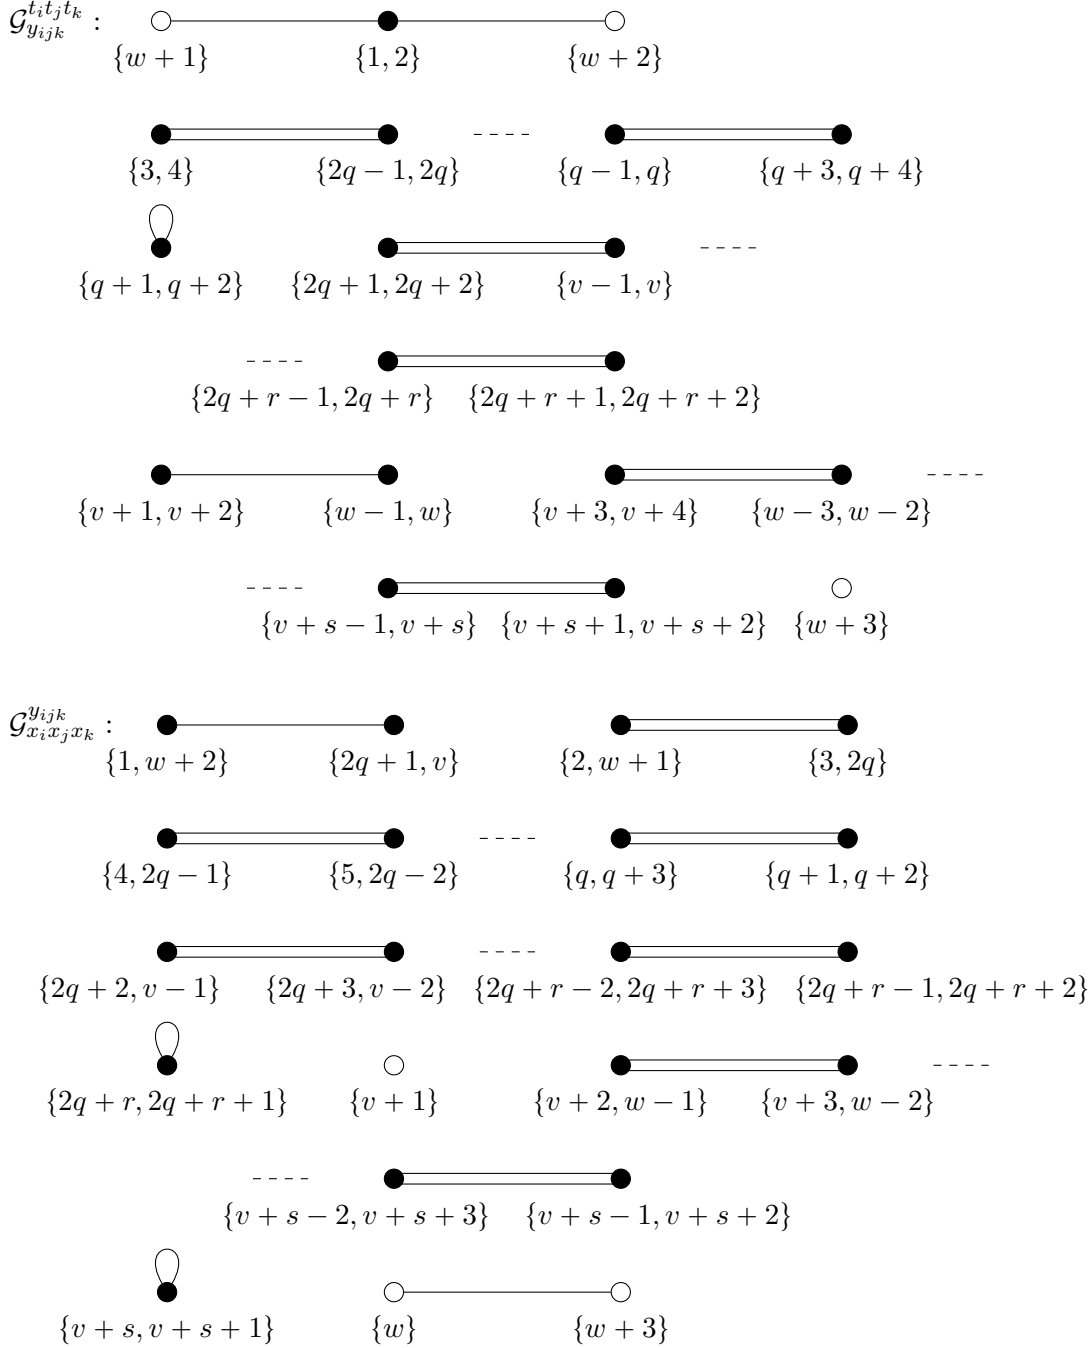 $\mathcal{G}_{y_{ijk}}^{t_i t_j t_k}:$
{w + 1} {1, 2} {w + 2}
{3, 4} {2q − 1, 2q} {q − 1, q} {q + 3, q + 4}
{q + 1, q + 2} {2q + 1, 2q + 2} {v − 1, v}
{2q + r − 1, 2q + r} {2q + r + 1, 2q + r + 2}
{v + 1, v + 2} {w − 1, w} {v + 3, v + 4} {w − 3, w − 2}
{v + s − 1, v + s} {v + s + 1, v + s + 2} {w + 3}
$\mathcal{G}_{x_i x_j x_k}^{y_{ijk}}:$
{1, w + 2} {2q + 1, v} {2, w + 1} {3, 2q}
{4, 2q − 1} {5, 2q − 2} {q, q + 3} {q + 1, q + 2}
{2q + 2, v − 1} {2q + 3, v − 2} {2q + r − 2, 2q + r + 3} {2q + r − 1, 2q + r + 2}
{2q + r, 2q + r + 1} {v + 1} {v + 2, w − 1} {v + 3, w − 2}
{v + s − 2, v + s + 3} {v + s − 1, v + s + 2}
{v + s, v + s + 1} {w} {w + 3}